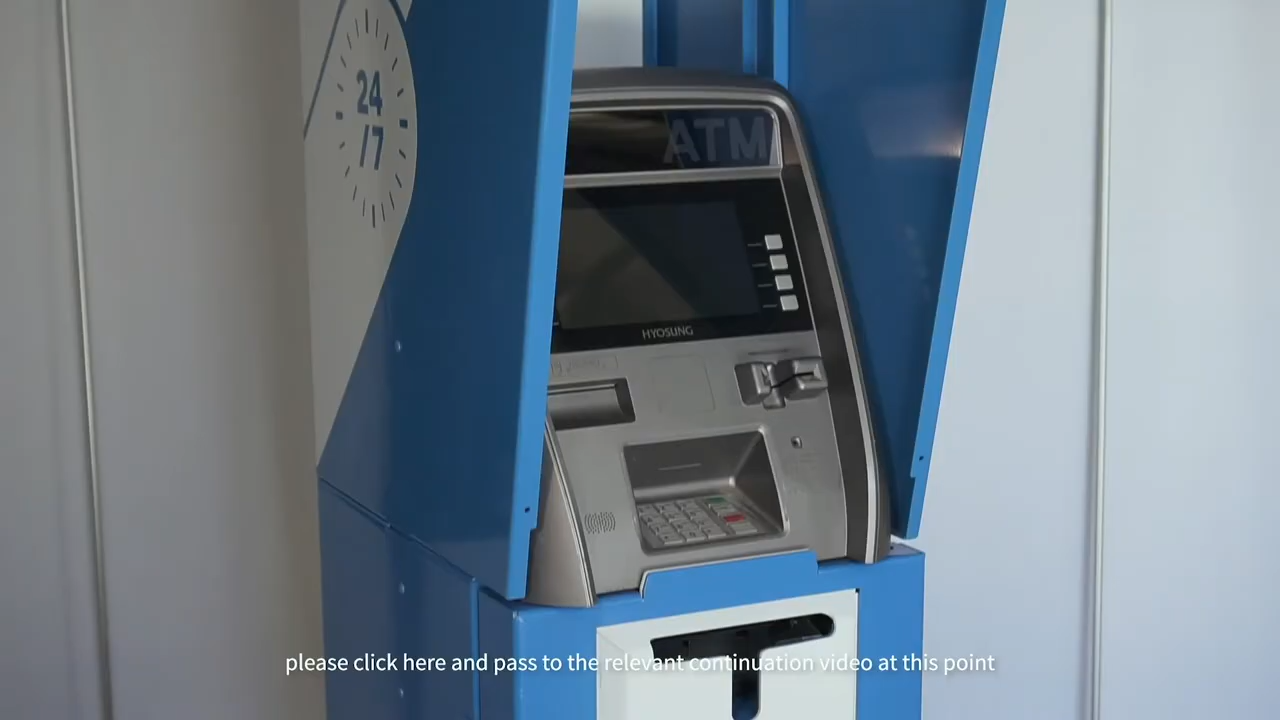 24
/7
ATM
HYOSUNG
please click here and pass to the relevant continuation video at this point